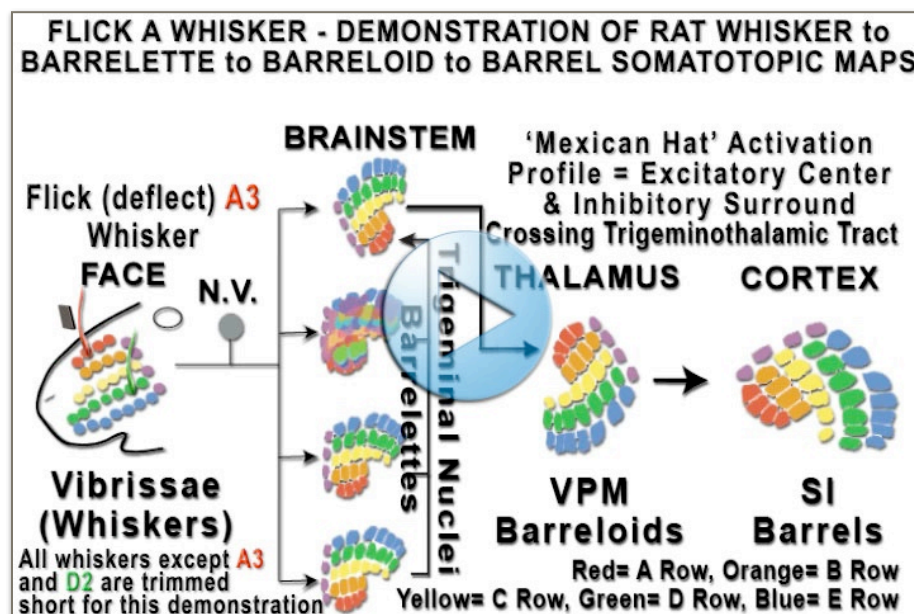 FLICK A WHISKER - DEMONSTRATION OF RAT WHISKER to
BARRELETTE to BARRELOID to BARREL SOMATOTOPIC MAPS
BRAINSTEM
'Mexican Hat' Activation
Profile = Excitatory Center
& Inhibitory Surround
Crossing Trigeminothalamic Tract
Flick (deflect) A3
Whisker
FACE
N.V.
Trigeminal Nuclei
Barrelettes
THALAMUS
CORTEX
Vibrissae
(Whiskers)
All whiskers except A3
and D2 are trimmed
short for this demonstration
VPM
Barreloids
SI
Barrels
Red= A Row, Orange= B Row
Yellow= C Row, Green= D Row, Blue= E Row